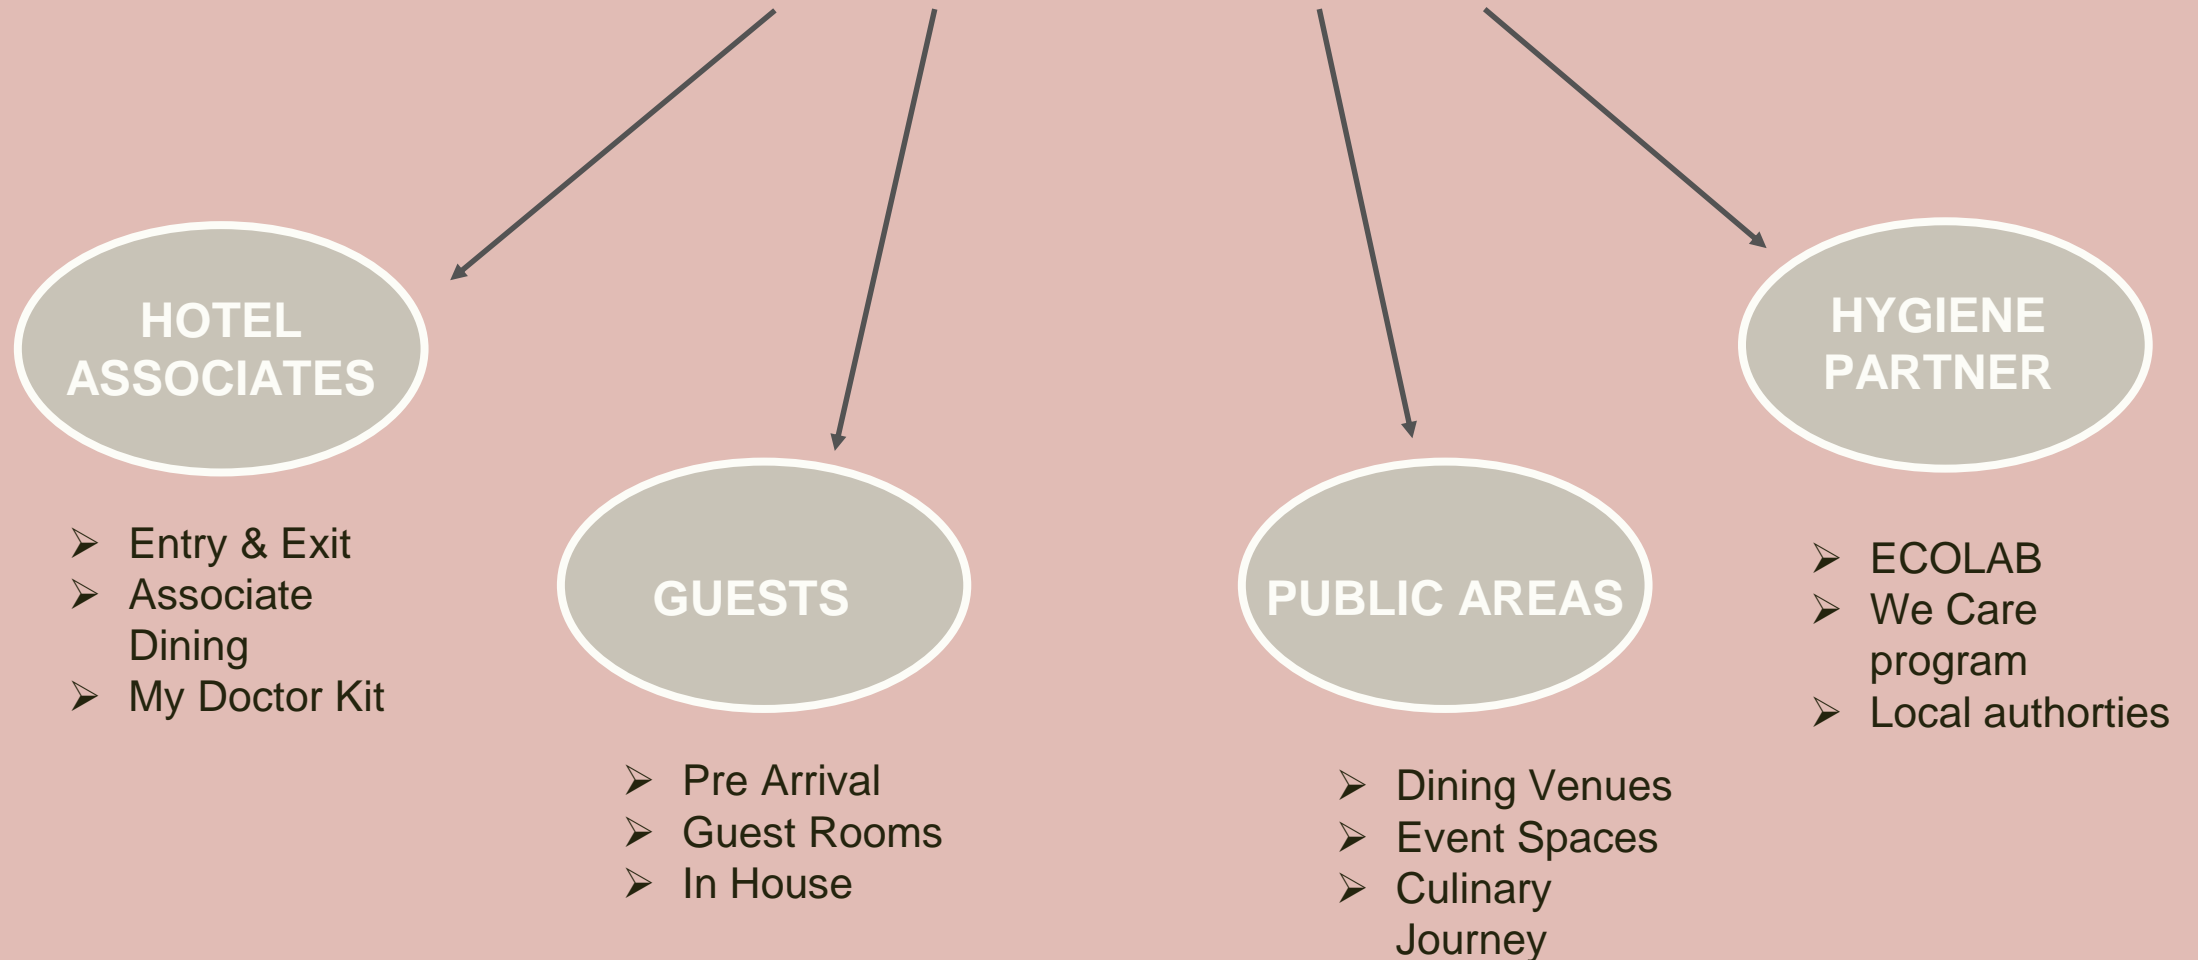 HOTEL
ASSOCIATES
➢ Entry & Exit
➢ Associate
Dining
➢ My Doctor Kit
GUESTS
➢ Pre Arrival
➢ Guest Rooms
➢ In House
PUBLIC AREAS
➢ Dining Venues
➢ Event Spaces
➢ Culinary
Journey
HYGIENE
PARTNER
➢ ECOLAB
➢ We Care
program
➢ Local authorties